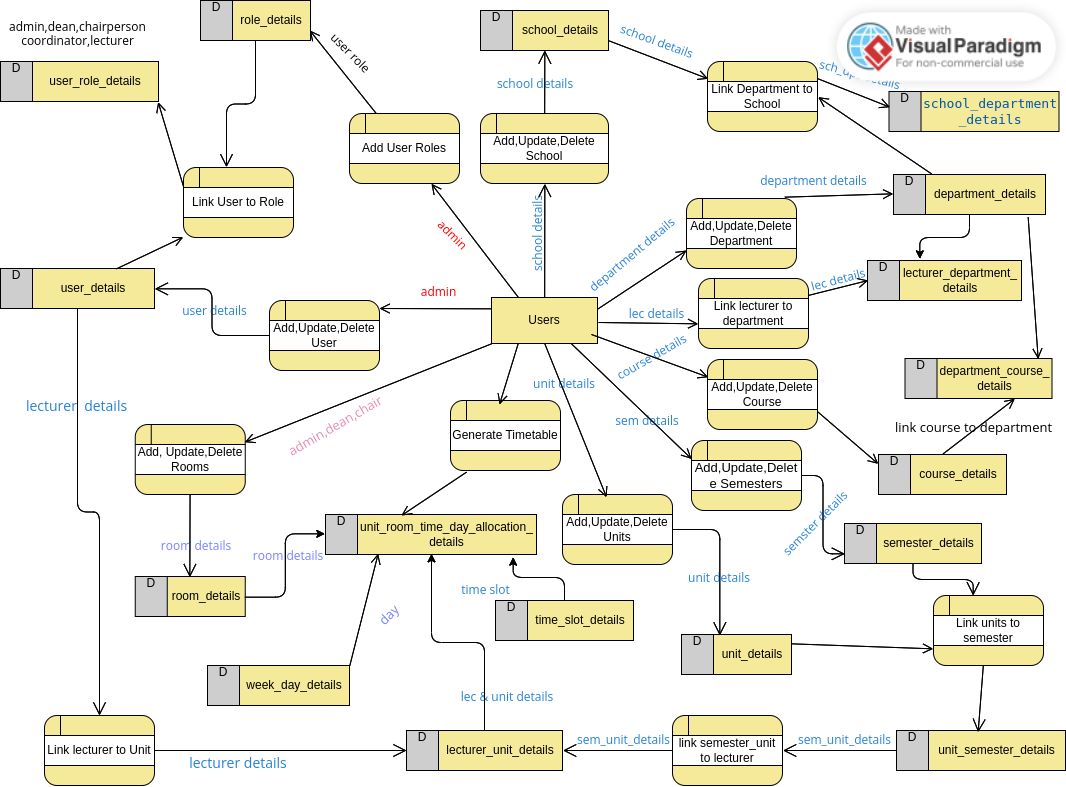 admin,dean,chairperson
coordinator,lecturer
D
role_details
D
school_details
school details
Made with
VisualParadigm
For non-commercial use
user role
D
user_role_details
school details
Link Department to
School
D
school_department
_details
Add User Roles
Add,Update,Delete
School
Link User to Role
department details
D
department_details
admin
school details
department details
Add,Update,Delete
Department
D
user_details
user details
admin
Users
lec details
Link lecturer to
department
lec details
D
lecturer_department_
details
Add,Update,Delete
User
course details
D
department_course_
details
unit details
Add,Update,Delete
Course
lecturer details
admin,dean,chair
sem details
link course to department
Add, Update,Delete
Rooms
Generate Timetable
Add,Update,Delet
e Semesters
D
course_details
semster details
D
unit_room_time_day_allocation_
details
Add,Update,Delete
Units
D
semester_details
room details
room details
unit details
D
room_details
time slot
day
D
time_slot_details
Link units to
semester
D
unit_details
D
week_day_details
lec & unit details
Link lecturer to Unit
lecturer details
D
lecturer_unit_details
sem_unit_details
link semester_unit
to lecturer
sem_unit_details
D
unit_semester_details